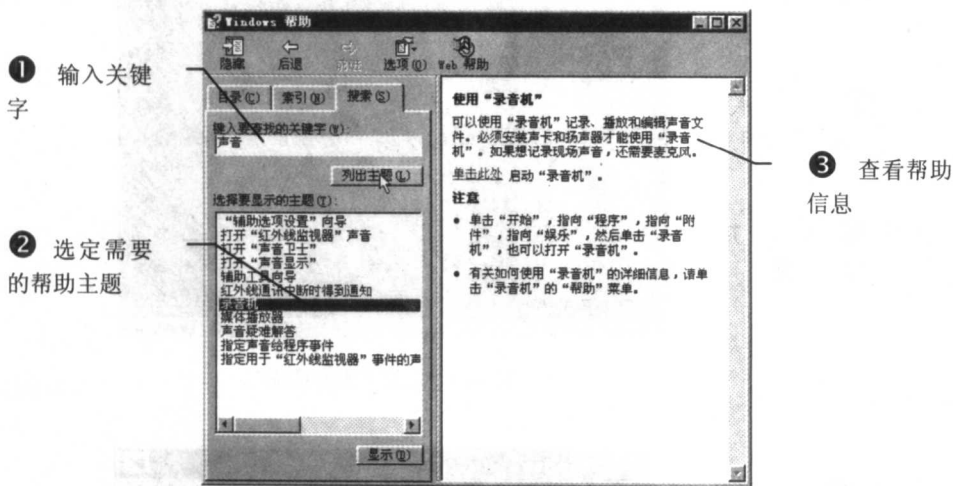 Windows 帮助
隐藏 后退 前进 选项(O) Web 帮助
目录(C) 索引(N) 搜索(S)
键入要查找的关键字(W):
声音
列出主题(L)
选择要显示的主题(T):
“辅助选项设置”向导
打开“红外线监视器”声音
打开“声音卫士”
打开“声音显示”
辅助工具向导
红外线通讯中断时得到通知
媒体播放器
声音疑难解答
指定声音给程序事件
指定用于“红外线监视器”事件的声
显示(D)
使用“录音机”
可以使用“录音机”记录、播放和编辑声音文
件。必须安装声卡和扬声器才能使用“录音
机”。如果想记录现场声音,还需要麦克风。
单击此处 启动“录音机”。
注意
• 单击“开始”,指向“程序”,指向“附
件”,指向“娱乐”,然后单击“录音
机”,也可以打开“录音机”。
• 有关如何使用“录音机”的详细信息,请单
击“录音机”的“帮助”菜单。
❶ 输入关键
字
❷ 选定需要
的帮助主题
❸ 查看帮助
信息